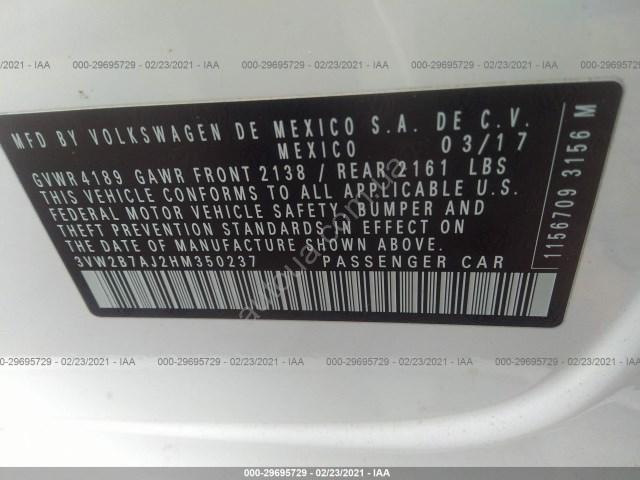 000-29695729 - 02/23/2021 - IAA
MFD BY VOLKSWAGEN DE MEXICO S.A. DE C.V.
MEXICO 03/17
GVWR 4189 GAWR FRONT 2138 / REAR 2161 LBS
THIS VEHICLE CONFORMS TO ALL APPLICABLE U.S.
FEDERAL MOTOR VEHICLE SAFETY, BUMPER AND
THEFT PREVENTION STANDARDS IN EFFECT ON
THE DATE OF MANUFACTURE SHOWN ABOVE
3VW2B7AJ2HM350237 PASSENGER CAR
1156709 3156 M
autoua.com.ua
000-29695729 - 02/23/2021 - IAA
000-29695729 - 02/23/2021 - IAA